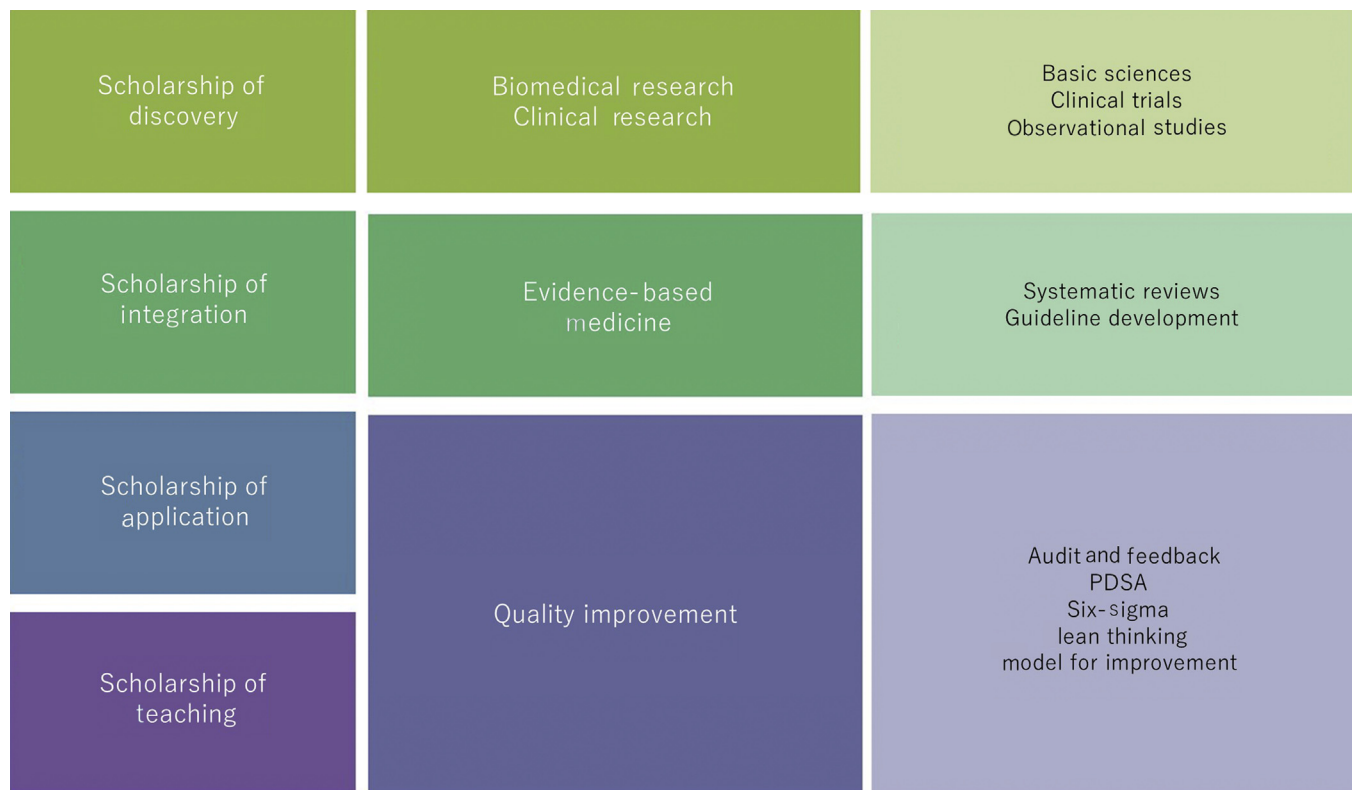 Scholarship of
discovery
Biomedical research
Clinical research
Basic sciences
Clinical trials
Observational studies
Scholarship of
integration
Evidence-based
medicine
Systematic reviews
Guideline development
Scholarship of
application
Quality improvement
Audit and feedback
PDSA
Six-sigma
lean thinking
model for improvement
Scholarship of
teaching